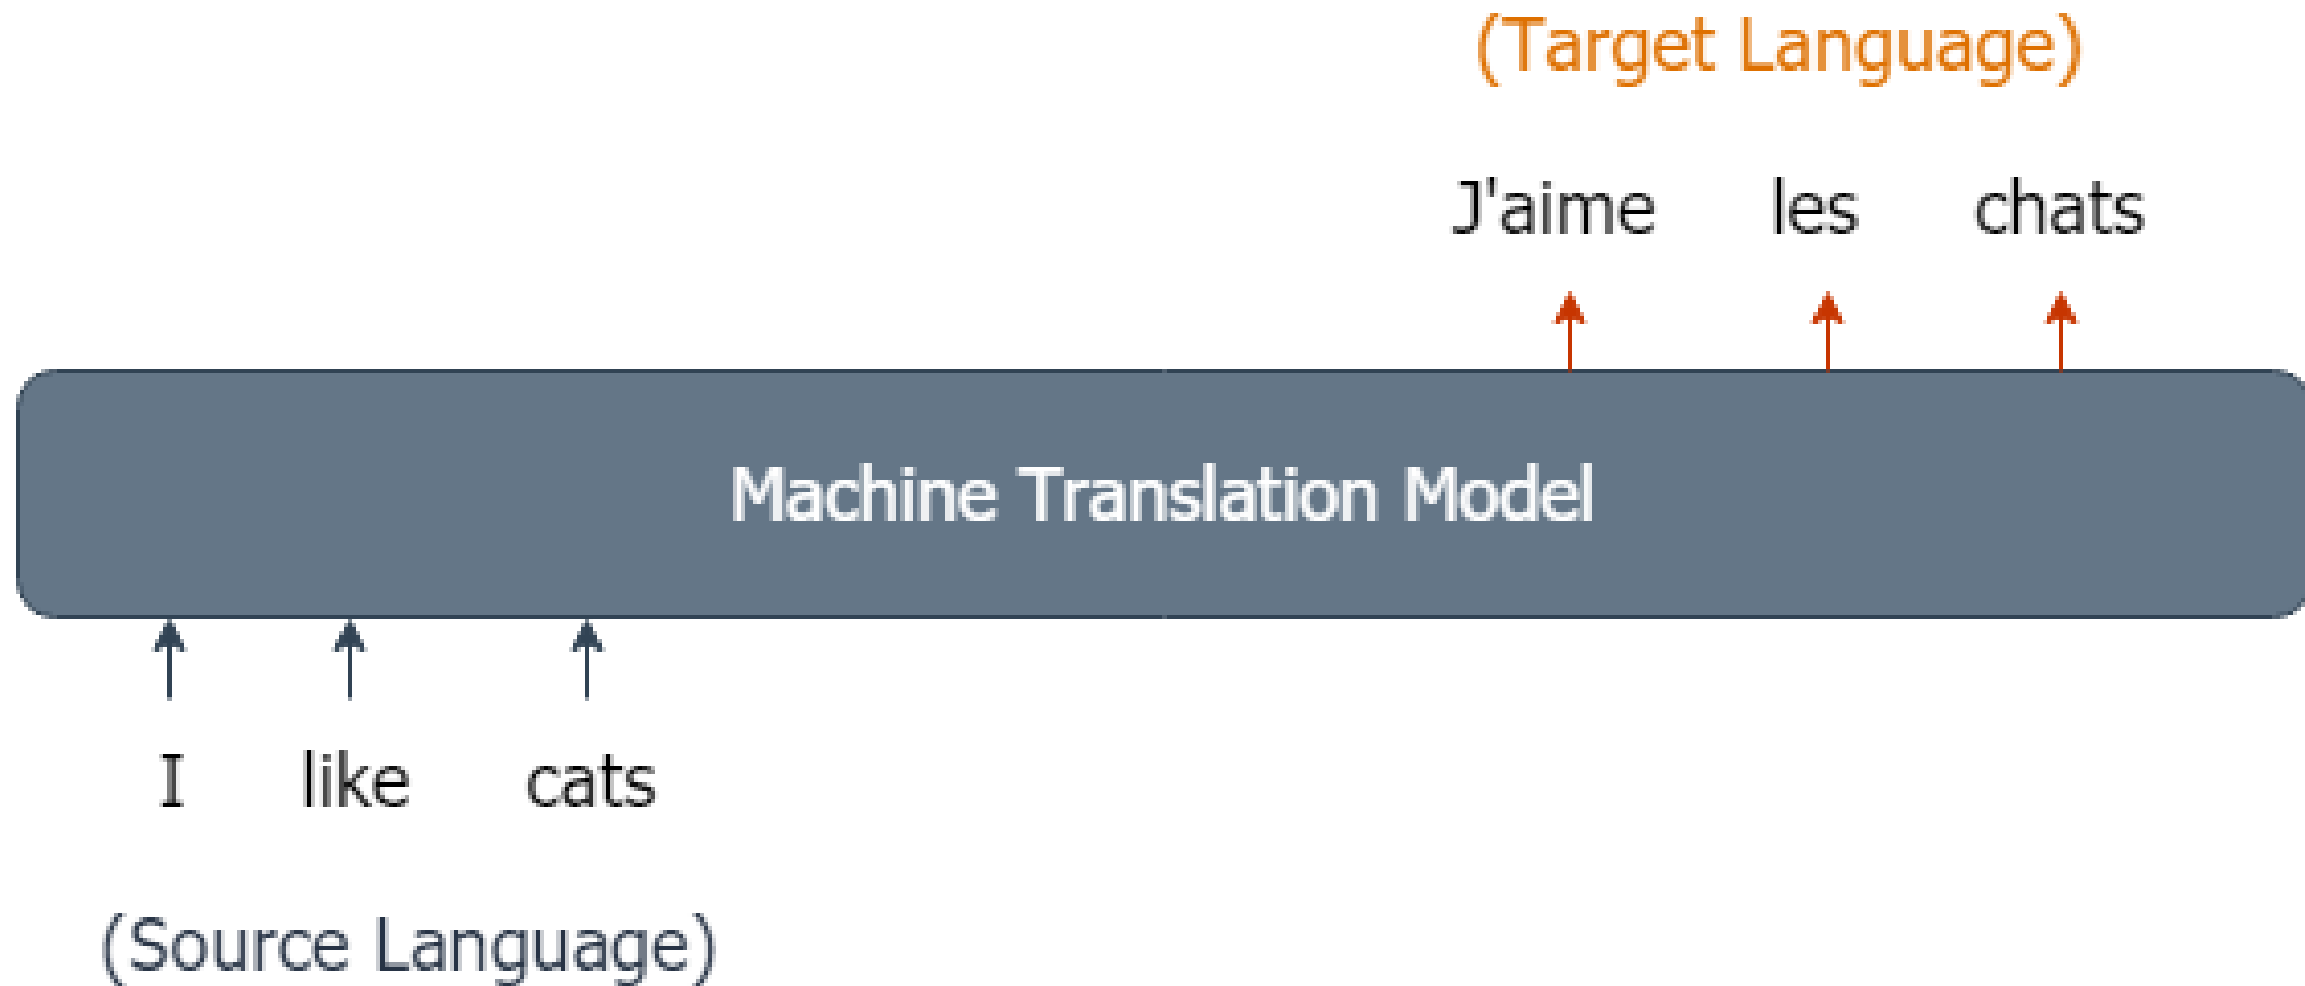 (Target Language)
J'aime les chats
Machine Translation Model
I like cats
(Source Language)